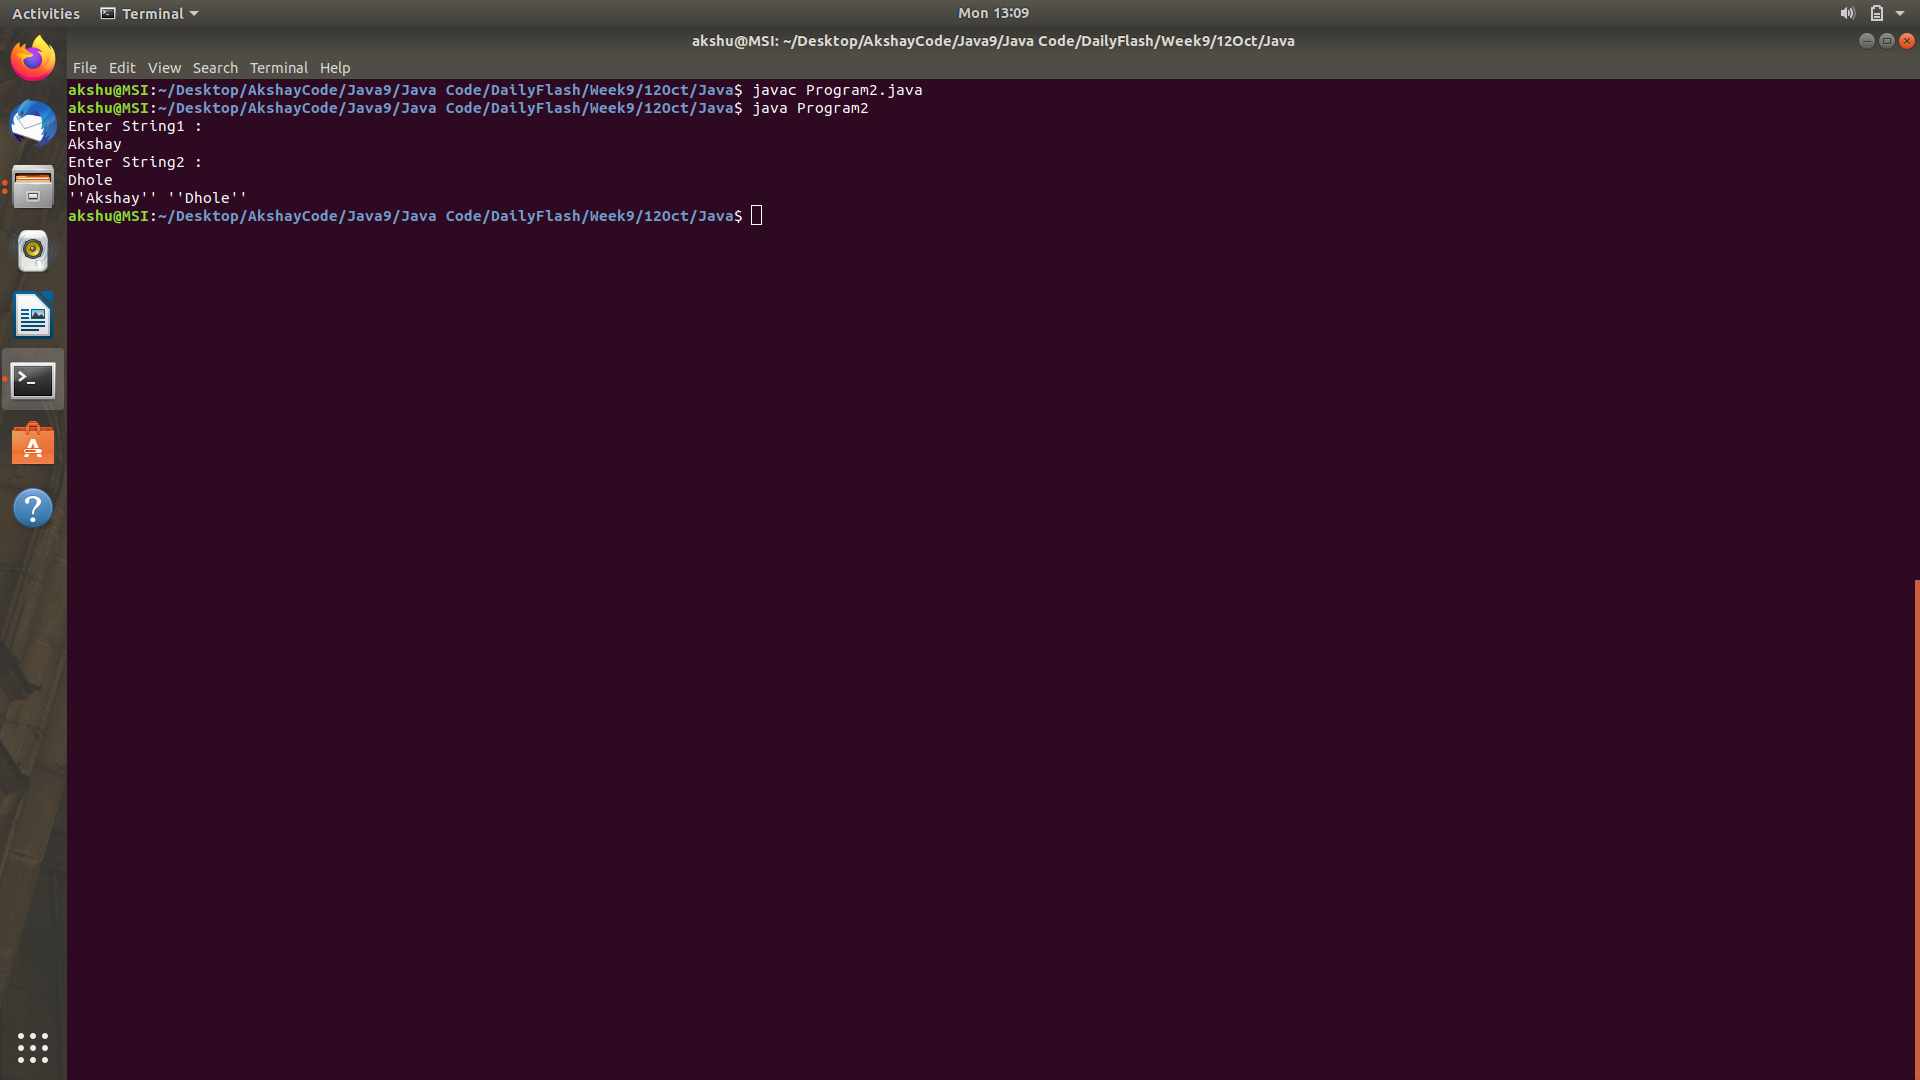 Activities Terminal Mon 13:09
akshu@MSI: ~/Desktop/AkshayCode/Java9/Java Code/DailyFlash/Week9/12Oct/Java
File Edit View Search Terminal Help
akshu@MSI:~/Desktop/AkshayCode/Java9/Java Code/DailyFlash/Week9/12Oct/Java$ javac Program2.java
akshu@MSI:~/Desktop/AkshayCode/Java9/Java Code/DailyFlash/Week9/12Oct/Java$ java Program2
Enter String1 :
Akshay
Enter String2 :
Dhole
''Akshay'' ''Dhole''
akshu@MSI:~/Desktop/AkshayCode/Java9/Java Code/DailyFlash/Week9/12Oct/Java$